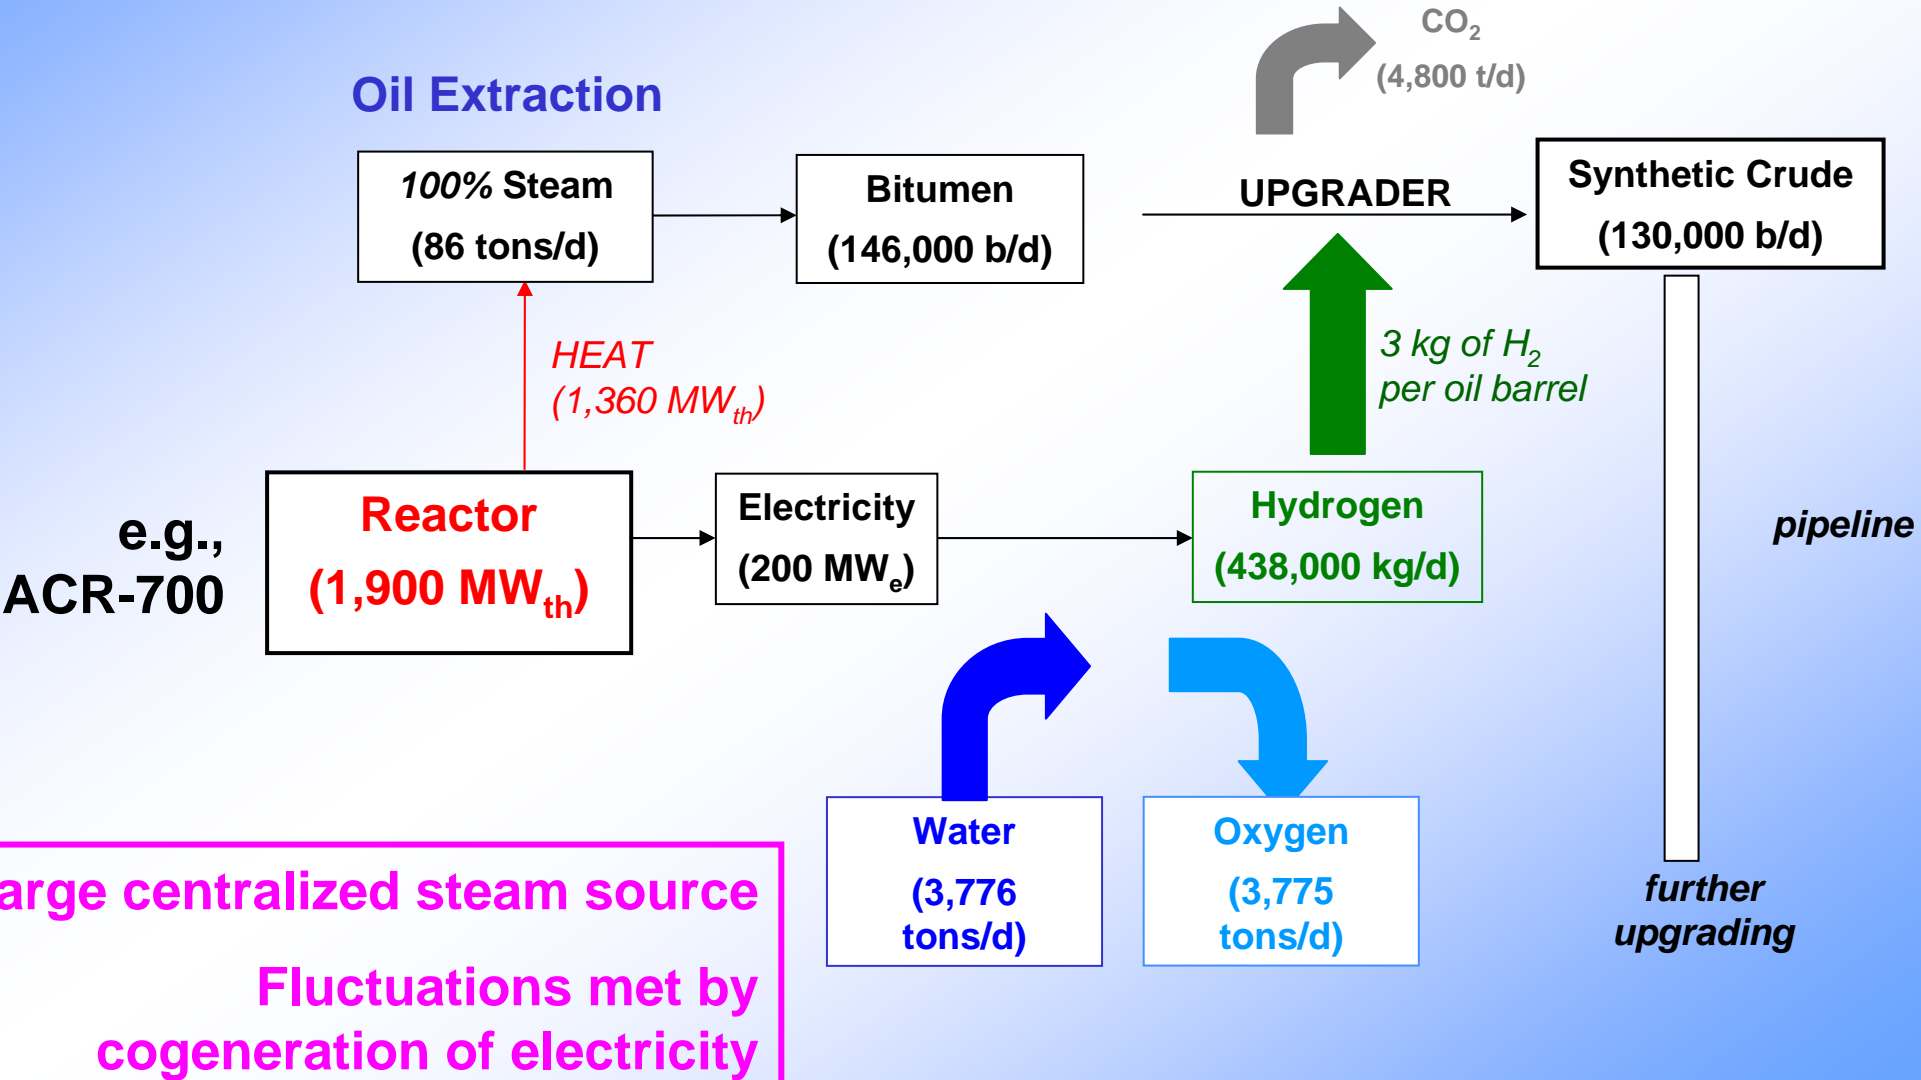 CO2
(4,800 t/d)
Oil Extraction
100% Steam
(86 tons/d)
Bitumen
(146,000 b/d)
UPGRADER
Synthetic Crude
(130,000 b/d)
HEAT
(1,360 MWth)
3 kg of H2
per oil barrel
e.g.,
ACR-700
Reactor
(1,900 MWth)
Electricity
(200 MWe)
Hydrogen
(438,000 kg/d)
pipeline
Water
(3,776
tons/d)
Oxygen
(3,775
tons/d)
further
upgrading
arge centralized steam source
Fluctuations met by
cogeneration of electricity